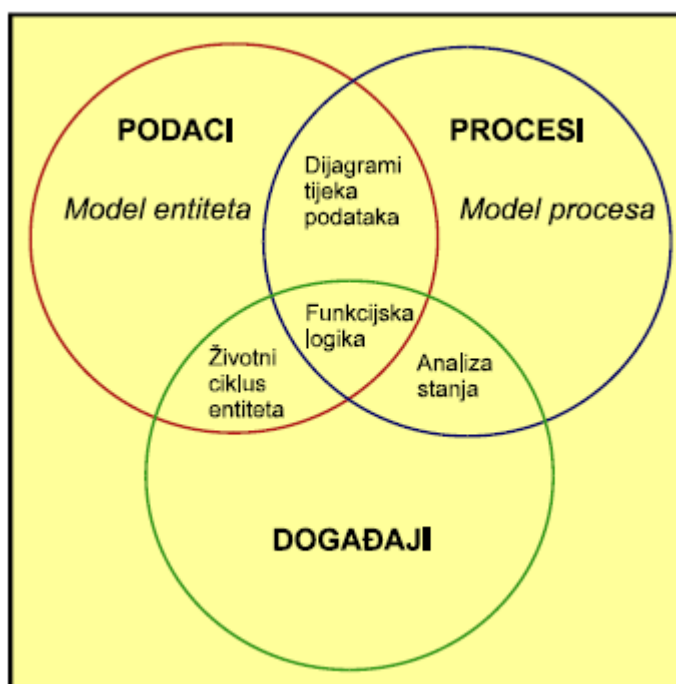 PODACI
PROCESI
Dijagrami
tijeka
podataka
Model entiteta
Model procesa
Funkcijska
logika
Životni
ciklus
entiteta
Analiza
stanja
DOGAĐAJI